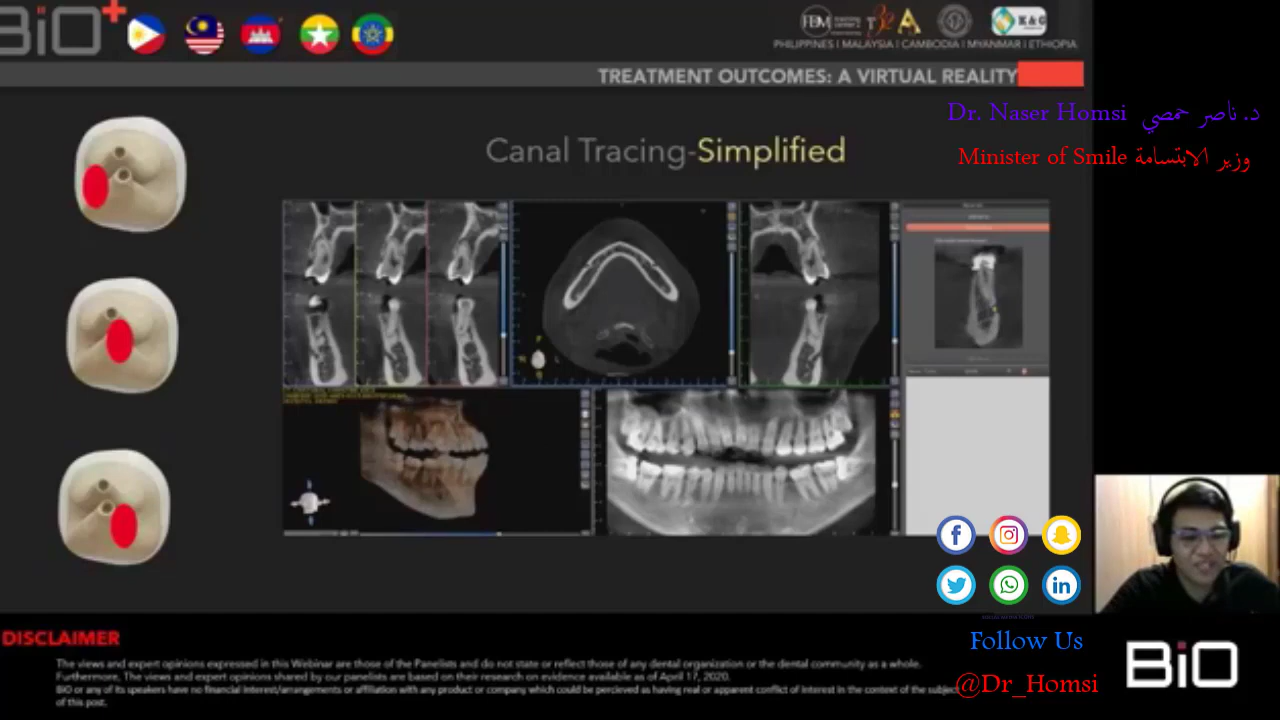 BiO+
FDM
K&G
PHILIPPINES | MALAYSIA | CAMBODIA | MYANMAR | ETHIOPIA
TREATMENT OUTCOMES: A VIRTUAL REALITY
Dr. Naser Homsi د. ناصر حمصي
Minister of Smile وزير الابتسامة
Canal Tracing-Simplified
Follow Us
@Dr_Homsi
BiO
DISCLAIMER
The views and expert opinions expressed in this Webinar are those of the Panelists and do not state or reflect those of any dental organization or the dental community as a whole.
Furthermore, The views and expert opinions shared by our panelists are based on their research on evidence available as of April 17, 2020.
BiO or any of its speakers have no financial interest/arrangements or affiliation with any product or company which could be percieved as having real or apparent conflict of interest in the context of the subject
of this post.